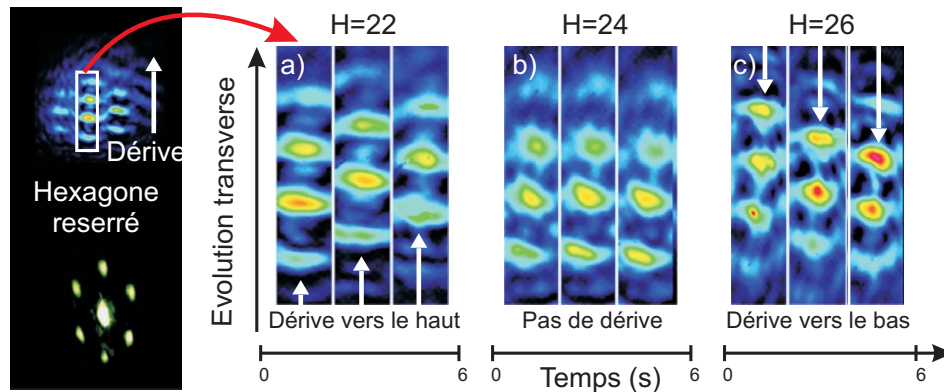 H=22
H=24
H=26
a)
b)
c)
Dérive
Hexagone
reserré
Evolution transverse
Dérive vers le haut
Pas de dérive
Dérive vers le bas
0
6
0
6
0
6
Temps (s)